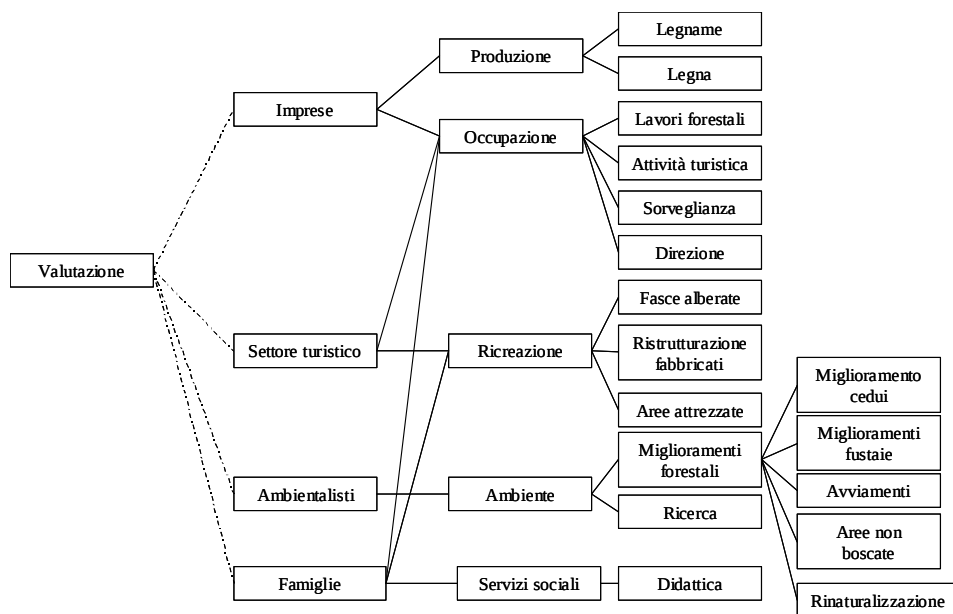 Legname
Produzione
Legna
Imprese
Lavori forestali
Occupazione
Attività turistica
Sorveglianza
Direzione
Valutazione
Fasce alberate
Settore turistico
Ricreazione
Ristrutturazione
fabbricati
Miglioramento
cedui
Aree attrezzate
Miglioramenti
fustaie
Miglioramenti
forestali
Avviamenti
Ambientalisti
Ambiente
Ricerca
Aree non
boscate
Famiglie
Servizi sociali
Didattica
Rinaturalizzazione